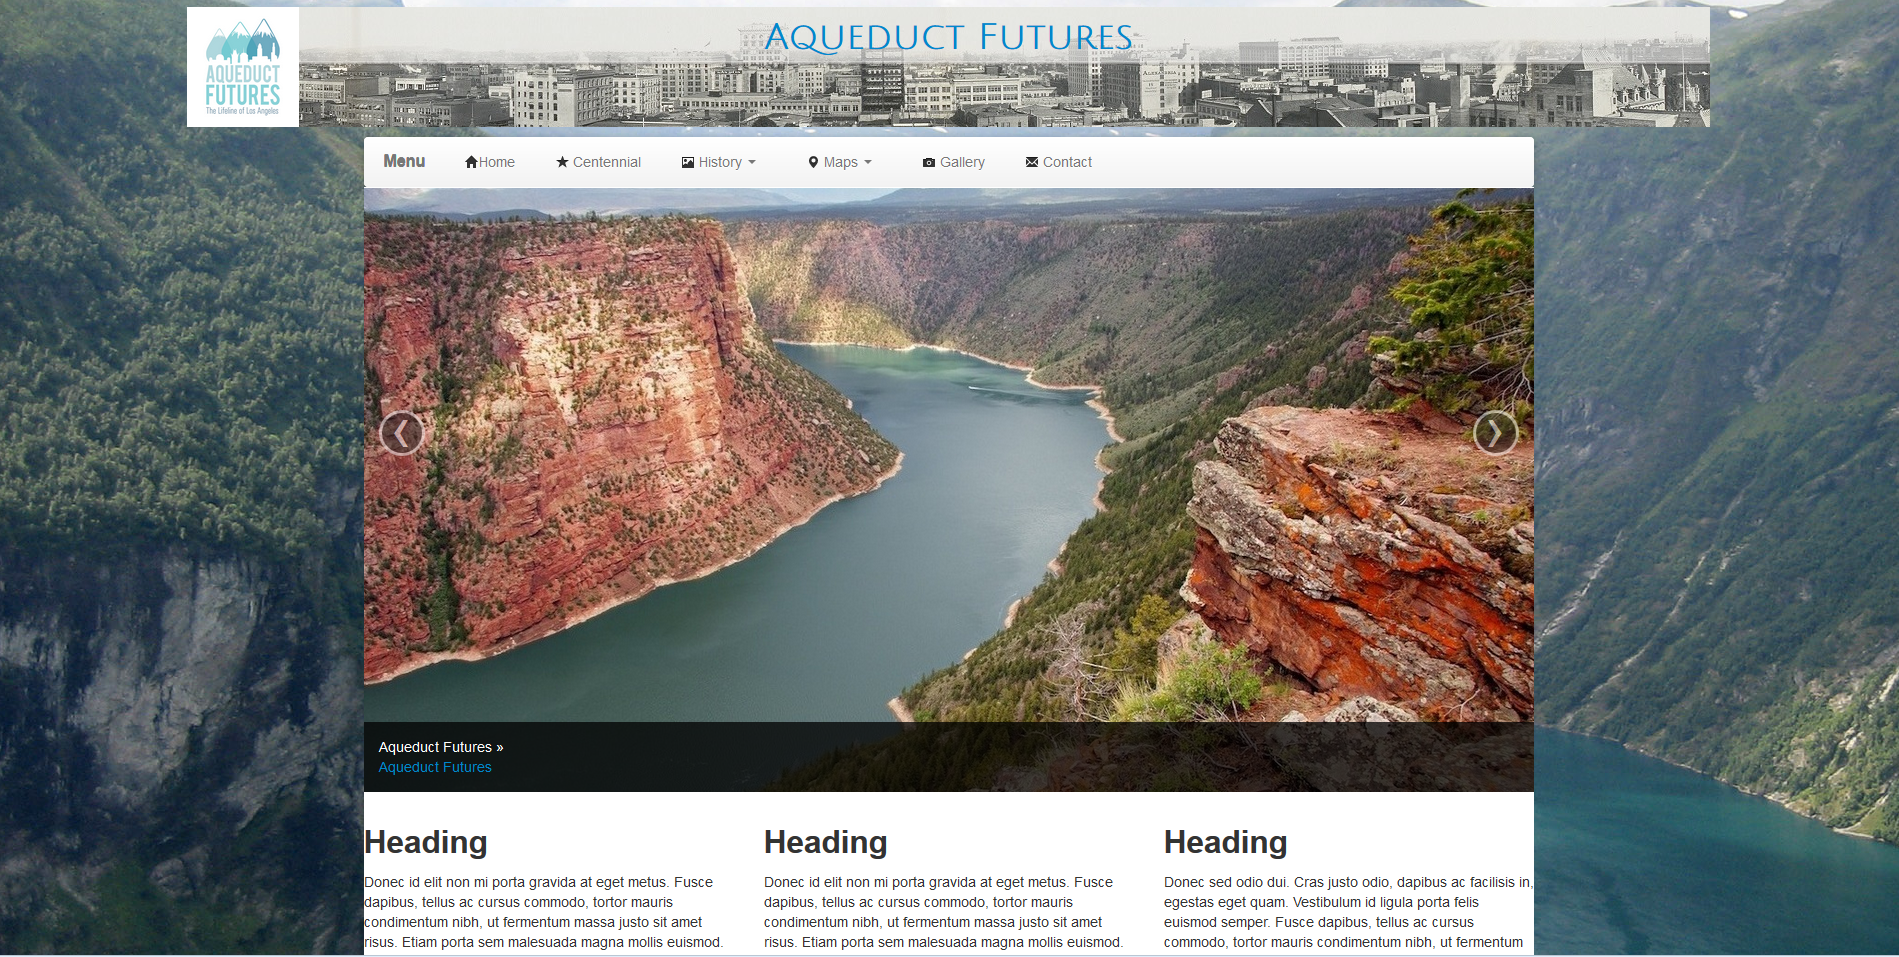 AQUEDUCT
FUTURES
The Lifeline of Los Angeles
Aqueduct Futures
Menu
Home
Centennial
History
Maps
Gallery
Contact
Aqueduct Futures »
Aqueduct Futures
Heading
Donec id elit non mi porta gravida at eget metus. Fusce
dapibus, tellus ac cursus commodo, tortor mauris
condimentum nibh, ut fermentum massa justo sit amet
risus. Etiam porta sem malesuada magna mollis euismod.
Heading
Donec id elit non mi porta gravida at eget metus. Fusce
dapibus, tellus ac cursus commodo, tortor mauris
condimentum nibh, ut fermentum massa justo sit amet
risus. Etiam porta sem malesuada magna mollis euismod.
Heading
Donec sed odio dui. Cras justo odio, dapibus ac facilisis in,
egestas eget quam. Vestibulum id ligula porta felis
euismod semper. Fusce dapibus, tellus ac cursus
commodo, tortor mauris condimentum nibh, ut fermentum